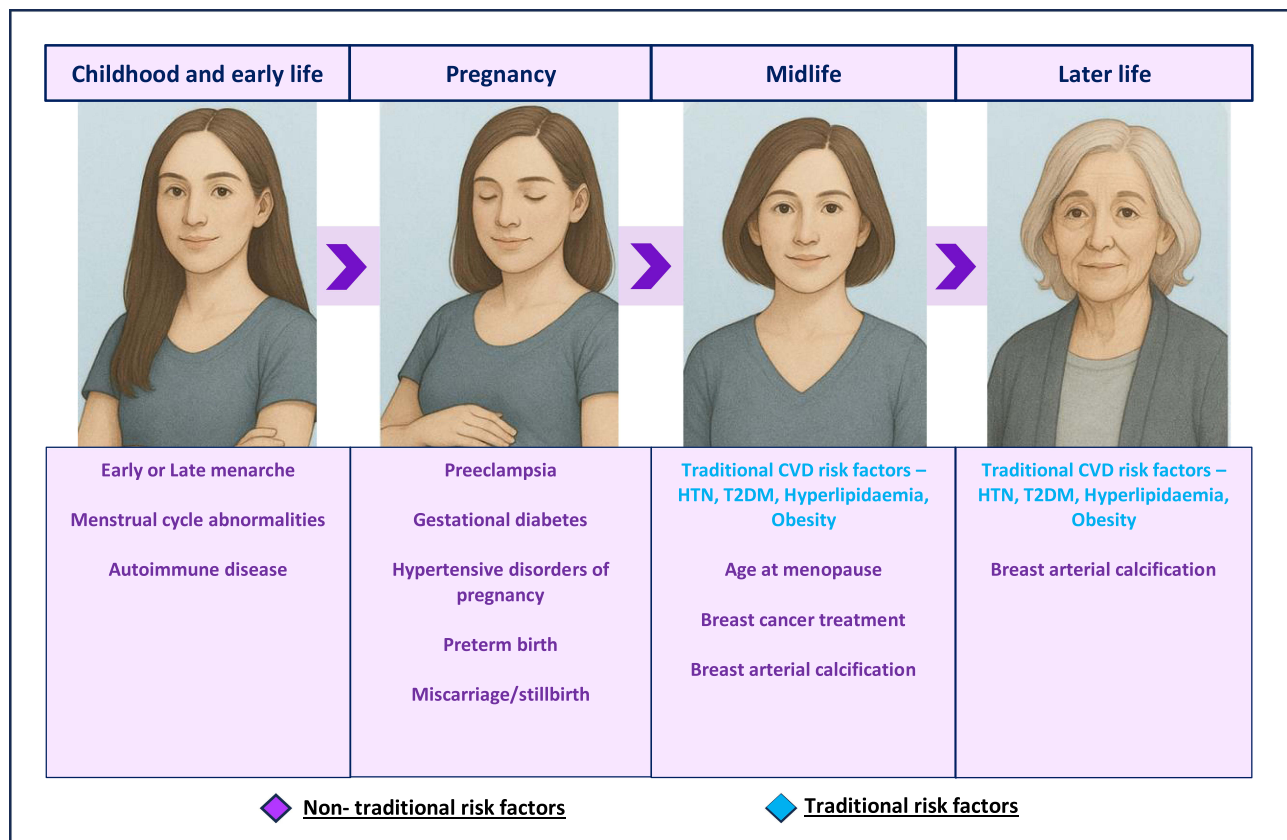 Childhood and early life
Pregnancy
Midlife
Later life
Early or Late menarche
Menstrual cycle abnormalities
Autoimmune disease
Preeclampsia
Gestational diabetes
Hypertensive disorders of
pregnancy
Preterm birth
Miscarriage/stillbirth
Traditional CVD risk factors –
HTN, T2DM, Hyperlipidaemia,
Obesity
Age at menopause
Breast cancer treatment
Breast arterial calcification
Traditional CVD risk factors –
HTN, T2DM, Hyperlipidaemia,
Obesity
Breast arterial calcification
Non- traditional risk factors
Traditional risk factors